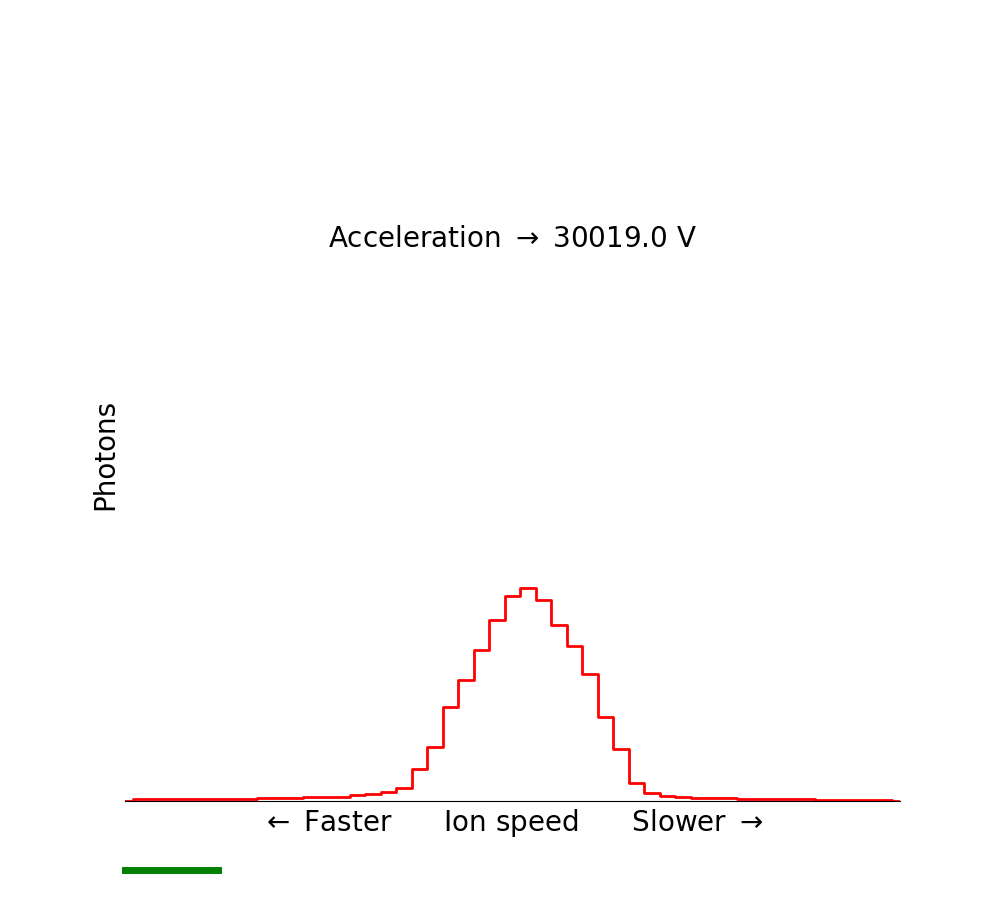 Acceleration → 30019.0 V
Photons
← Faster Ion speed Slower →